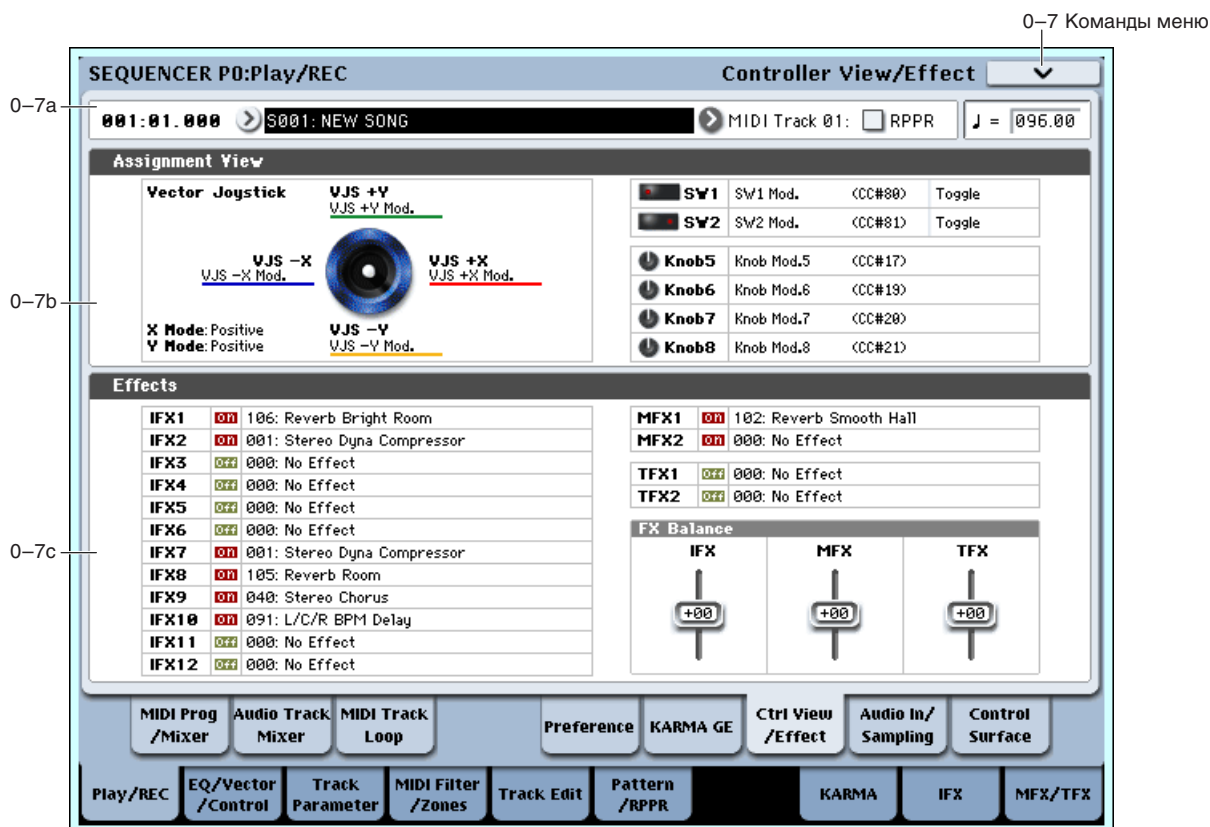 0–7 Команды меню
SEQUENCER P0:Play/REC Controller View/Effect
0–7a
001:01.000 S001: NEW SONG MIDI Track 01: RPPR ♩ = 096.00
Assignment View
Vector Joystick VJS +Y
VJS +Y Mod.
VJS –X
VJS –X Mod.
VJS +X
VJS +X Mod.
X Mode: Positive
Y Mode: Positive
VJS –Y
VJS –Y Mod.
SW1 SW1 Mod. (CC#80) Toggle
SW2 SW2 Mod. (CC#81) Toggle
Knob5 Knob Mod.5 (CC#17)
Knob6 Knob Mod.6 (CC#19)
Knob7 Knob Mod.7 (CC#20)
Knob8 Knob Mod.8 (CC#21)
0–7b
Effects
IFX1 on 106: Reverb Bright Room
IFX2 on 001: Stereo Dyna Compressor
IFX3 Off 000: No Effect
IFX4 Off 000: No Effect
IFX5 Off 000: No Effect
IFX6 Off 000: No Effect
IFX7 on 001: Stereo Dyna Compressor
IFX8 on 105: Reverb Room
IFX9 on 040: Stereo Chorus
IFX10 on 091: L/C/R BPM Delay
IFX11 Off 000: No Effect
IFX12 Off 000: No Effect
0–7c
MFX1 on 102: Reverb Smooth Hall
MFX2 on 000: No Effect
TFX1 Off 000: No Effect
TFX2 Off 000: No Effect
FX Balance
IFX MFX TFX
+00 +00 +00
MIDI Prog
/Mixer
Audio Track
Mixer
MIDI Track
Loop
Preference
KARMA GE
Ctrl View
/Effect
Audio In/
Sampling
Control
Surface
Play/REC
EQ/Vector
/Control
Track
Parameter
MIDI Filter
/Zones
Track Edit
Pattern
/RPPR
KARMA
IFX
MFX/TFX